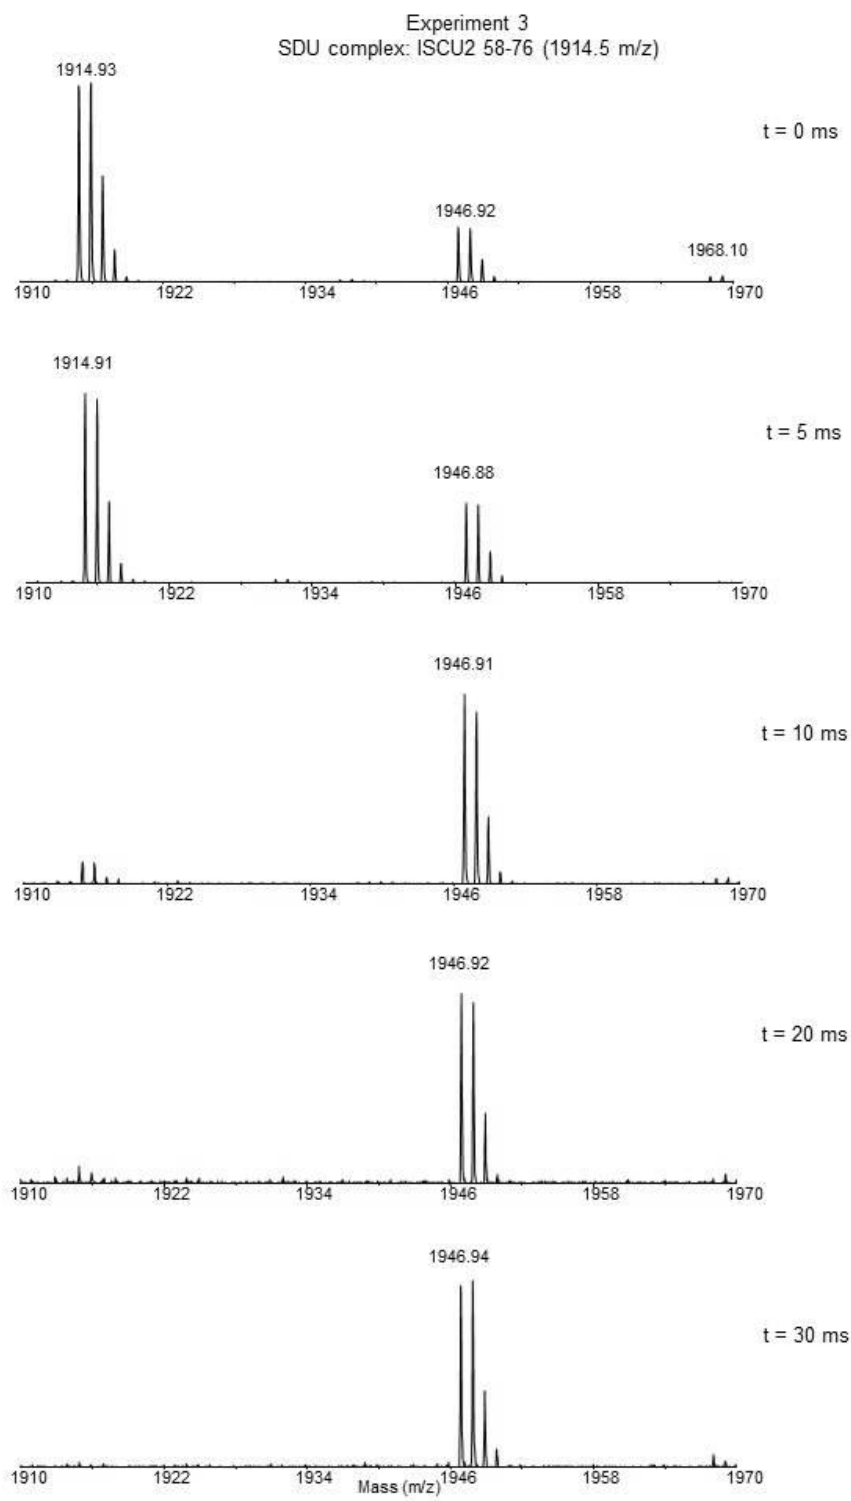 Experiment 3
SDU complex: ISCU2 58-76 (1914.5 m/z)
1914.93
t = 0 ms
1946.92
1968.10
1910 1922 1934 1946 1958 1970
1914.91
t = 5 ms
1946.88
1910 1922 1934 1946 1958 1970
1946.91
t = 10 ms
1910 1922 1934 1946 1958 1970
1946.92
t = 20 ms
1910 1922 1934 1946 1958 1970
1946.94
t = 30 ms
1910 1922 1934 1946 1958 1970
Mass (m/z)